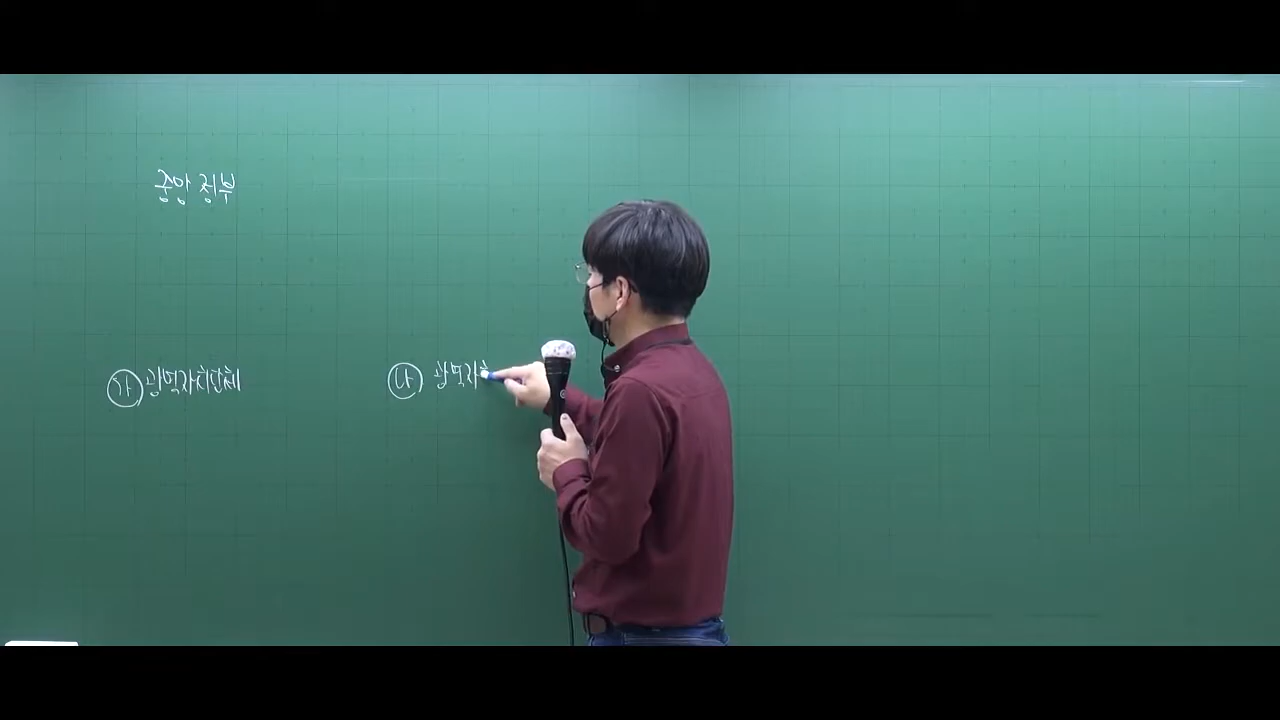 중앙 정부
가 광역자치단체
나 광역자